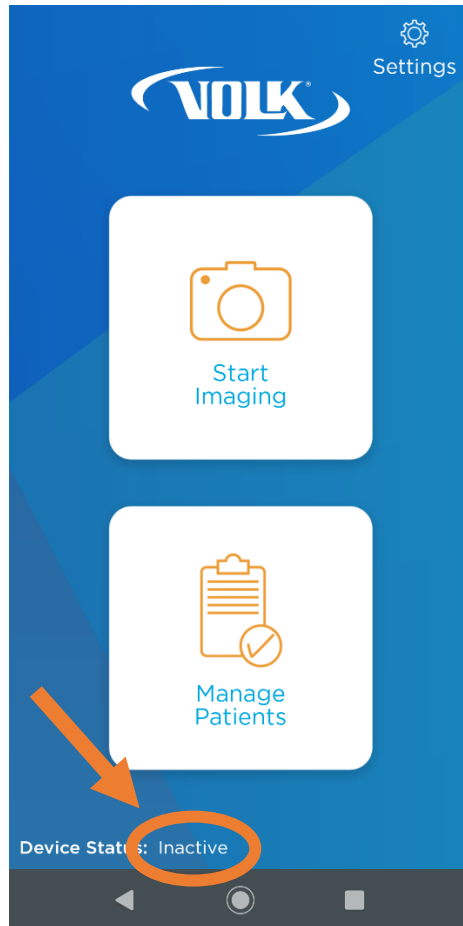 Settings
VOLK®
Start
Imaging
Manage
Patients
Device Status: Inactive